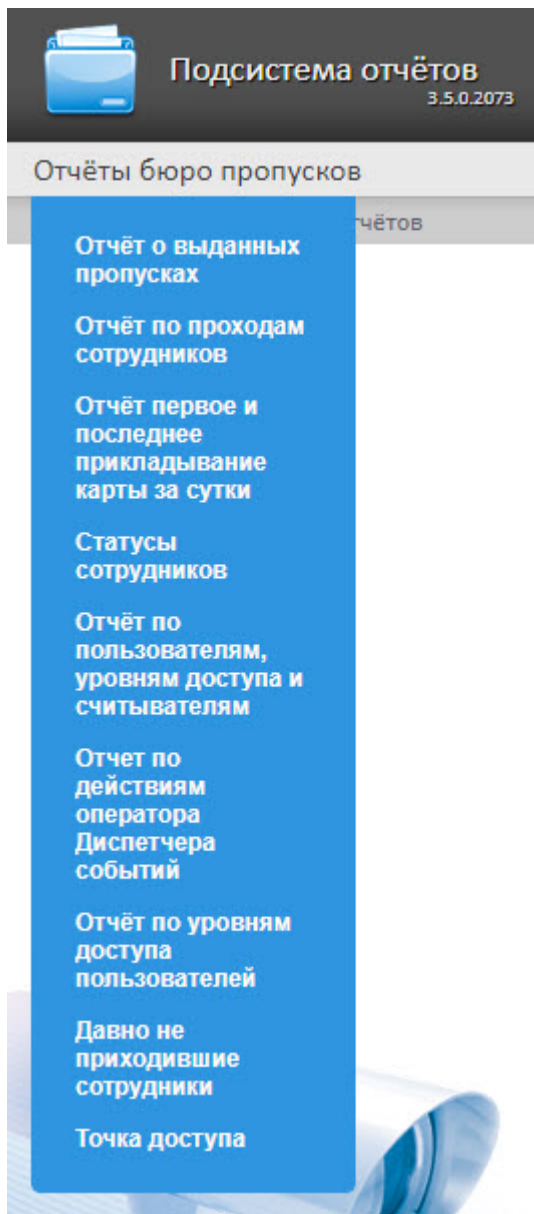 Подсистема отчётов
3.5.0.2073
Отчёты бюро пропусков
тчётов
Отчёт о выданных
пропусках
Отчёт по проходам
сотрудников
Отчёт первое и
последнее
прикладывание
карты за сутки
Статусы
сотрудников
Отчёт по
пользователям,
уровням доступа и
считывателям
Отчет по
действиям
оператора
Диспетчера
событий
Отчёт по уровням
доступа
пользователей
Давно не
приходившие
сотрудники
Точка доступа